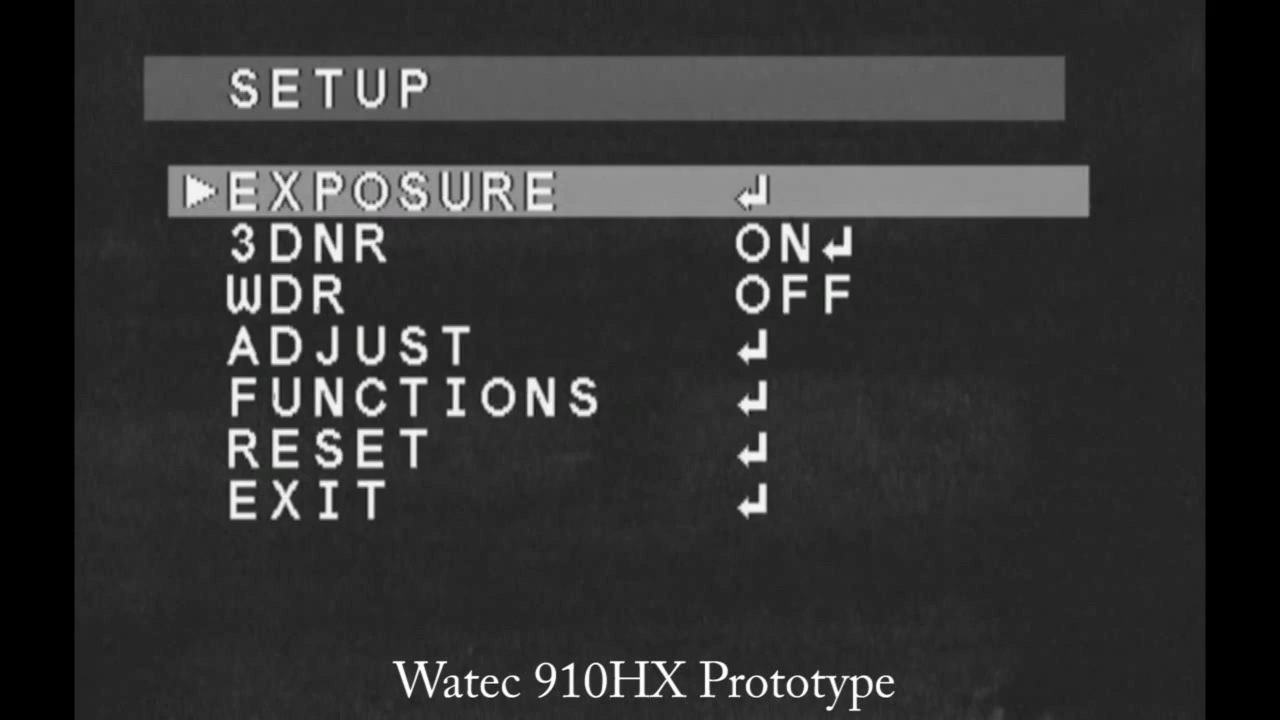 SETUP
▶EXPOSURE ↲
3DNR ON↲
WDR OFF
ADJUST ↲
FUNCTIONS ↲
RESET ↲
EXIT ↲
Watec 910HX Prototype